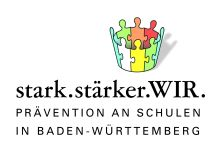 stark.stärker.WIR.
PRÄVENTION AN SCHULEN
IN BADEN-WÜRTTEMBERG